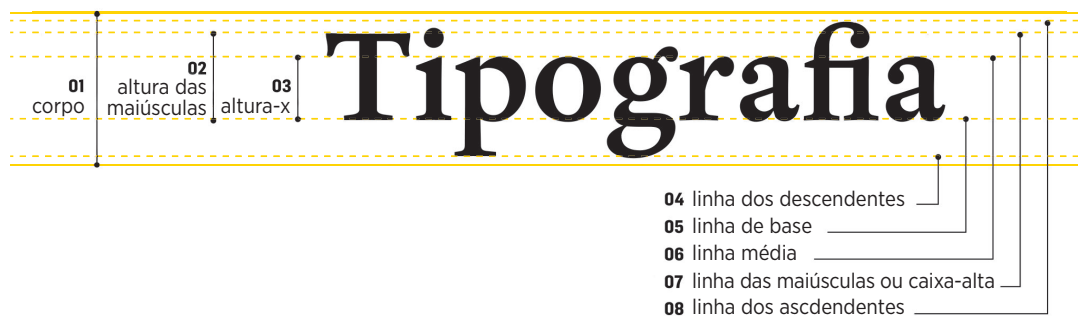 Tipografia
01
corpo
02
altura das
maiúsculas
03
altura-x
04 linha dos descendentes
05 linha de base
06 linha média
07 linha das maiúsculas ou caixa-alta
08 linha dos ascdendentes